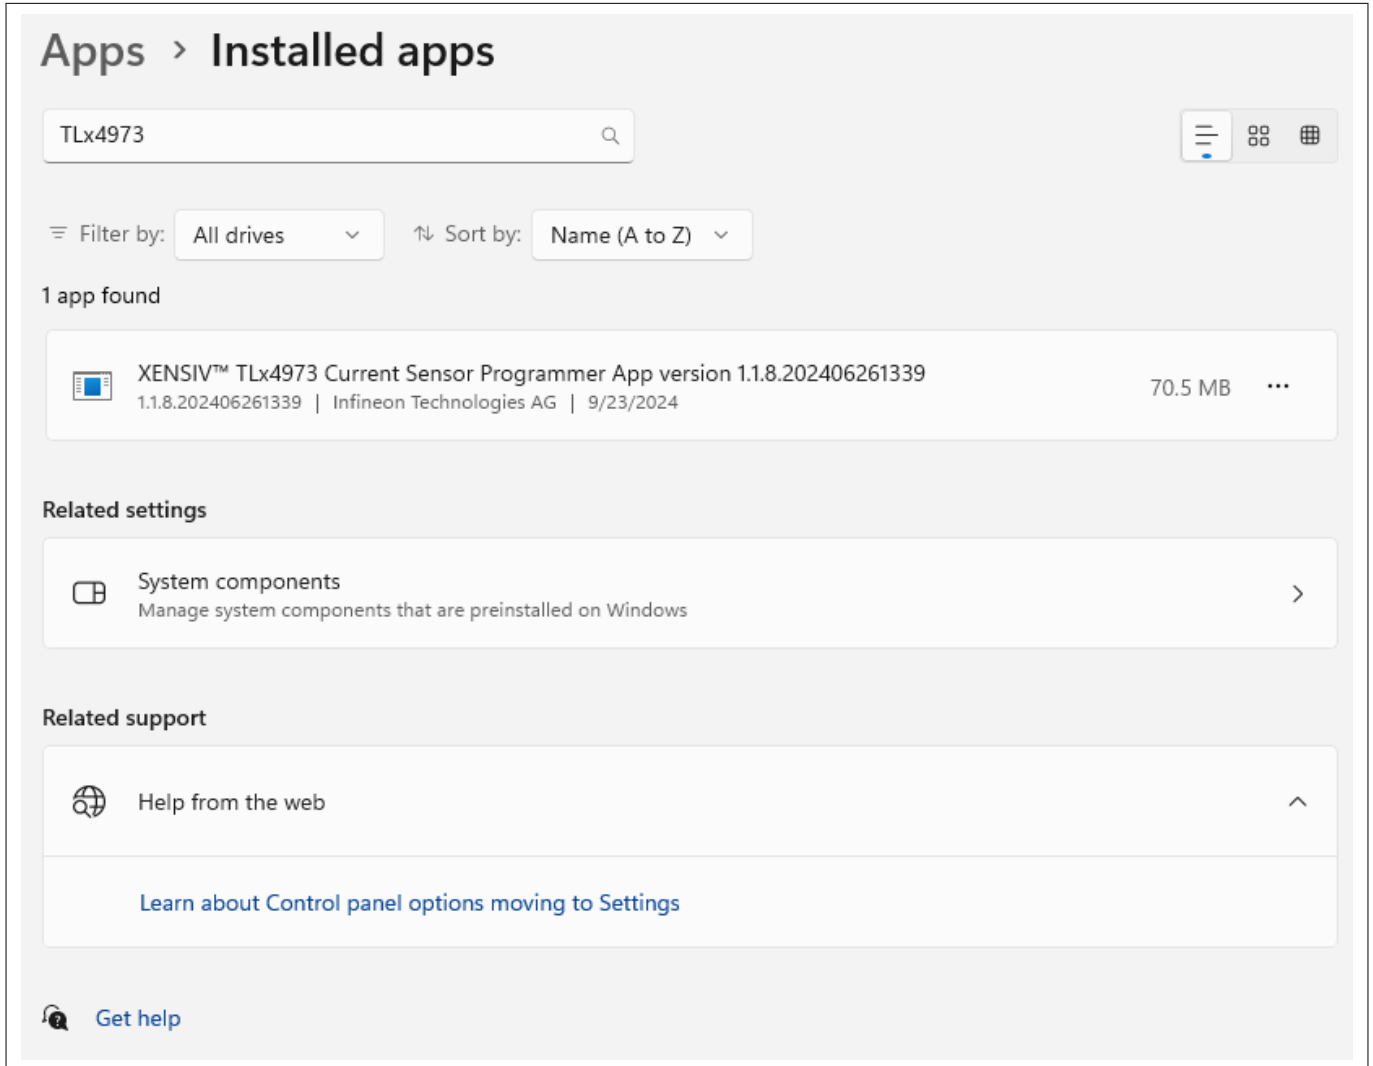 Apps > Installed apps
TLx4973
Filter by: All drives Sort by: Name (A to Z)
1 app found
XENSIV™ TLx4973 Current Sensor Programmer App version 1.1.8.202406261339
1.1.8.202406261339 | Infineon Technologies AG | 9/23/2024
70.5 MB
Related settings
System components
Manage system components that are preinstalled on Windows
Related support
Help from the web
Learn about Control panel options moving to Settings
Get help